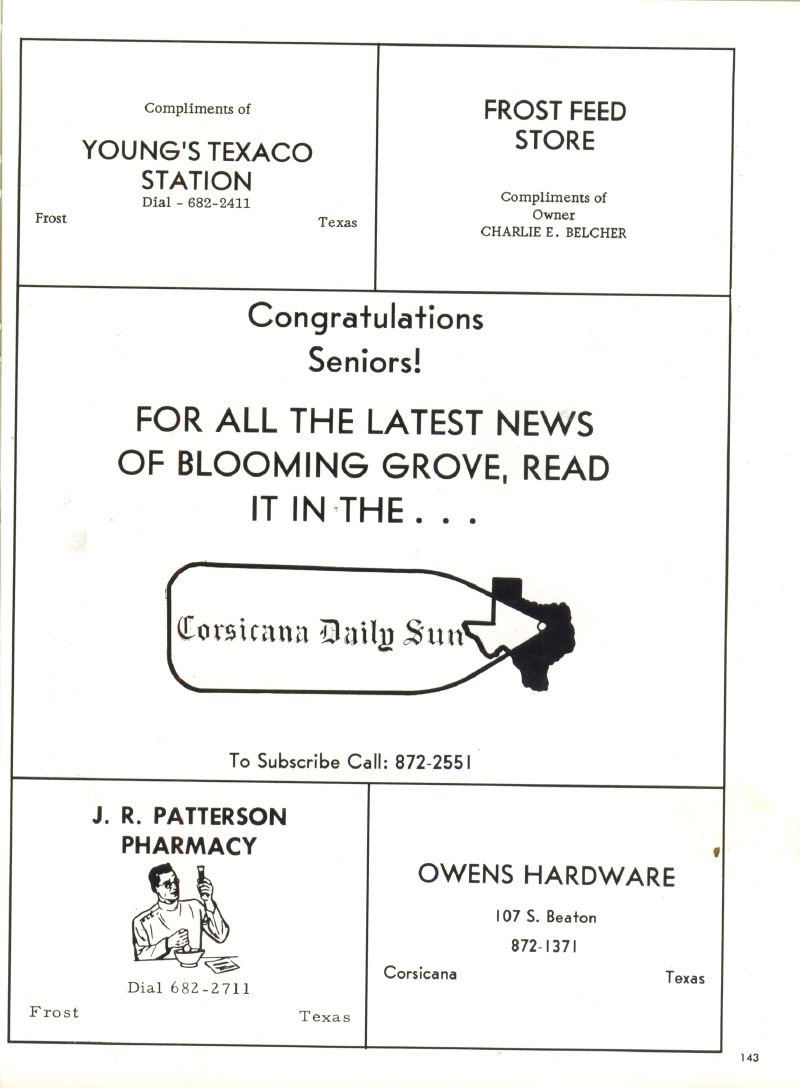 Compliments of
YOUNG'S TEXACO
STATION
Dial - 682-2411
Frost Texas
FROST FEED
STORE
Compliments of
Owner
CHARLIE E. BELCHER
Congratulations
Seniors!
FOR ALL THE LATEST NEWS
OF BLOOMING GROVE, READ
IT IN THE . . .
Corsicana Daily Sun
To Subscribe Call: 872-2551
J. R. PATTERSON
PHARMACY
Dial 682-2711
Frost Texas
OWENS HARDWARE
107 S. Beaton
872-1371
Corsicana Texas
143